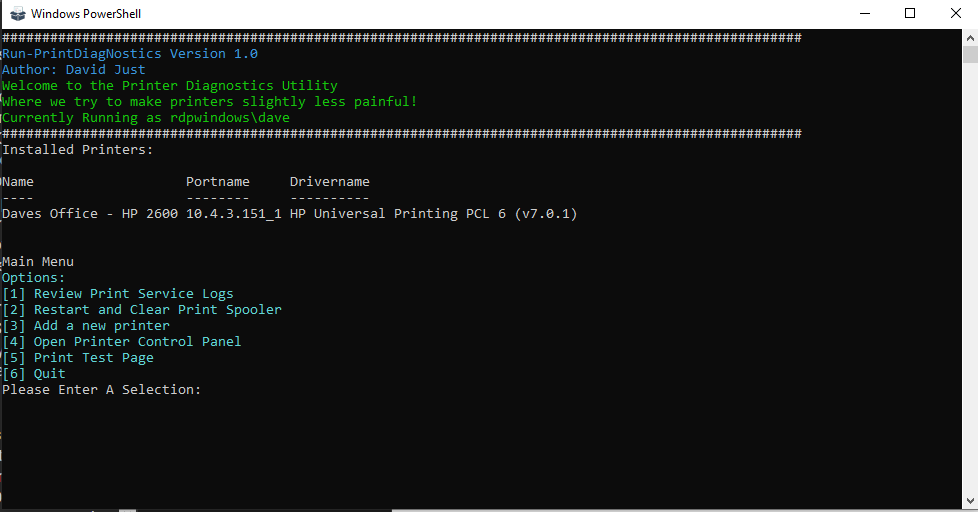 Windows PowerShell
####################################################################################################
Run-PrintDiagNostics Version 1.0
Author: David Just
Welcome to the Printer Diagnostics Utility
Where we try to make printers slightly less painful!
Currently Running as rdpwindows\dave
####################################################################################################
Installed Printers:
Name                   Portname     Drivername
----                   --------     ----------
Daves Office - HP 2600 10.4.3.151_1 HP Universal Printing PCL 6 (v7.0.1)
Main Menu
Options:
[1] Review Print Service Logs
[2] Restart and Clear Print Spooler
[3] Add a new printer
[4] Open Printer Control Panel
[5] Print Test Page
[6] Quit
Please Enter A Selection: